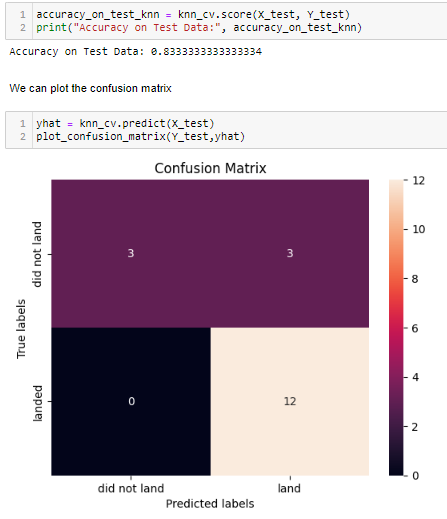 1 accuracy_on_test_knn = knn_cv.score(X_test, Y_test)
2 print("Accuracy on Test Data:", accuracy_on_test_knn)
Accuracy on Test Data: 0.8333333333333334
We can plot the confusion matrix
1 yhat = knn_cv.predict(X_test)
2 plot_confusion_matrix(Y_test,yhat)
Confusion Matrix
12
10
8
6
4
2
0
True labels
did not land
3 3
landed
0 12
did not land land
Predicted labels